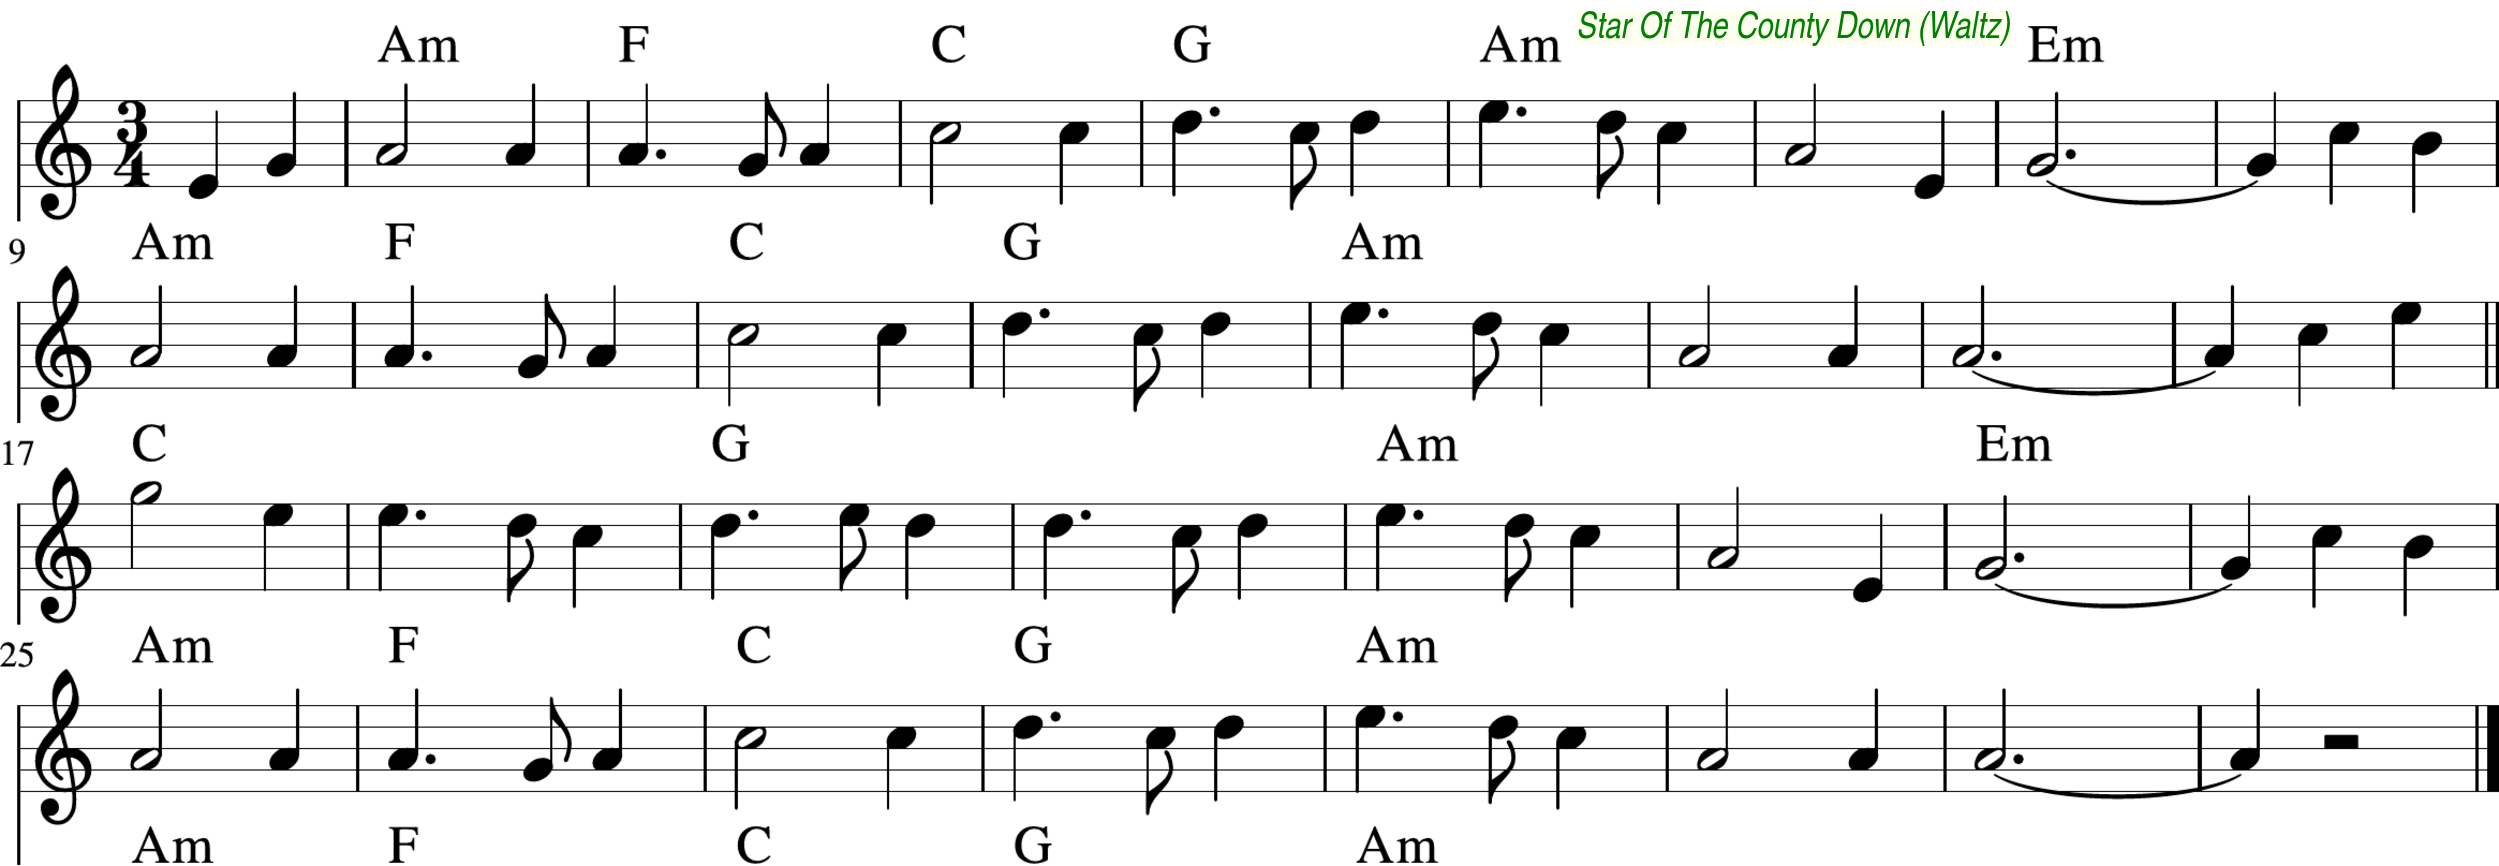 Star Of The County Down (Waltz)
Am F C G Am Em
3
4
9
Am F C G Am
17
C G Am Em
25
Am F C G Am
Am F C G Am